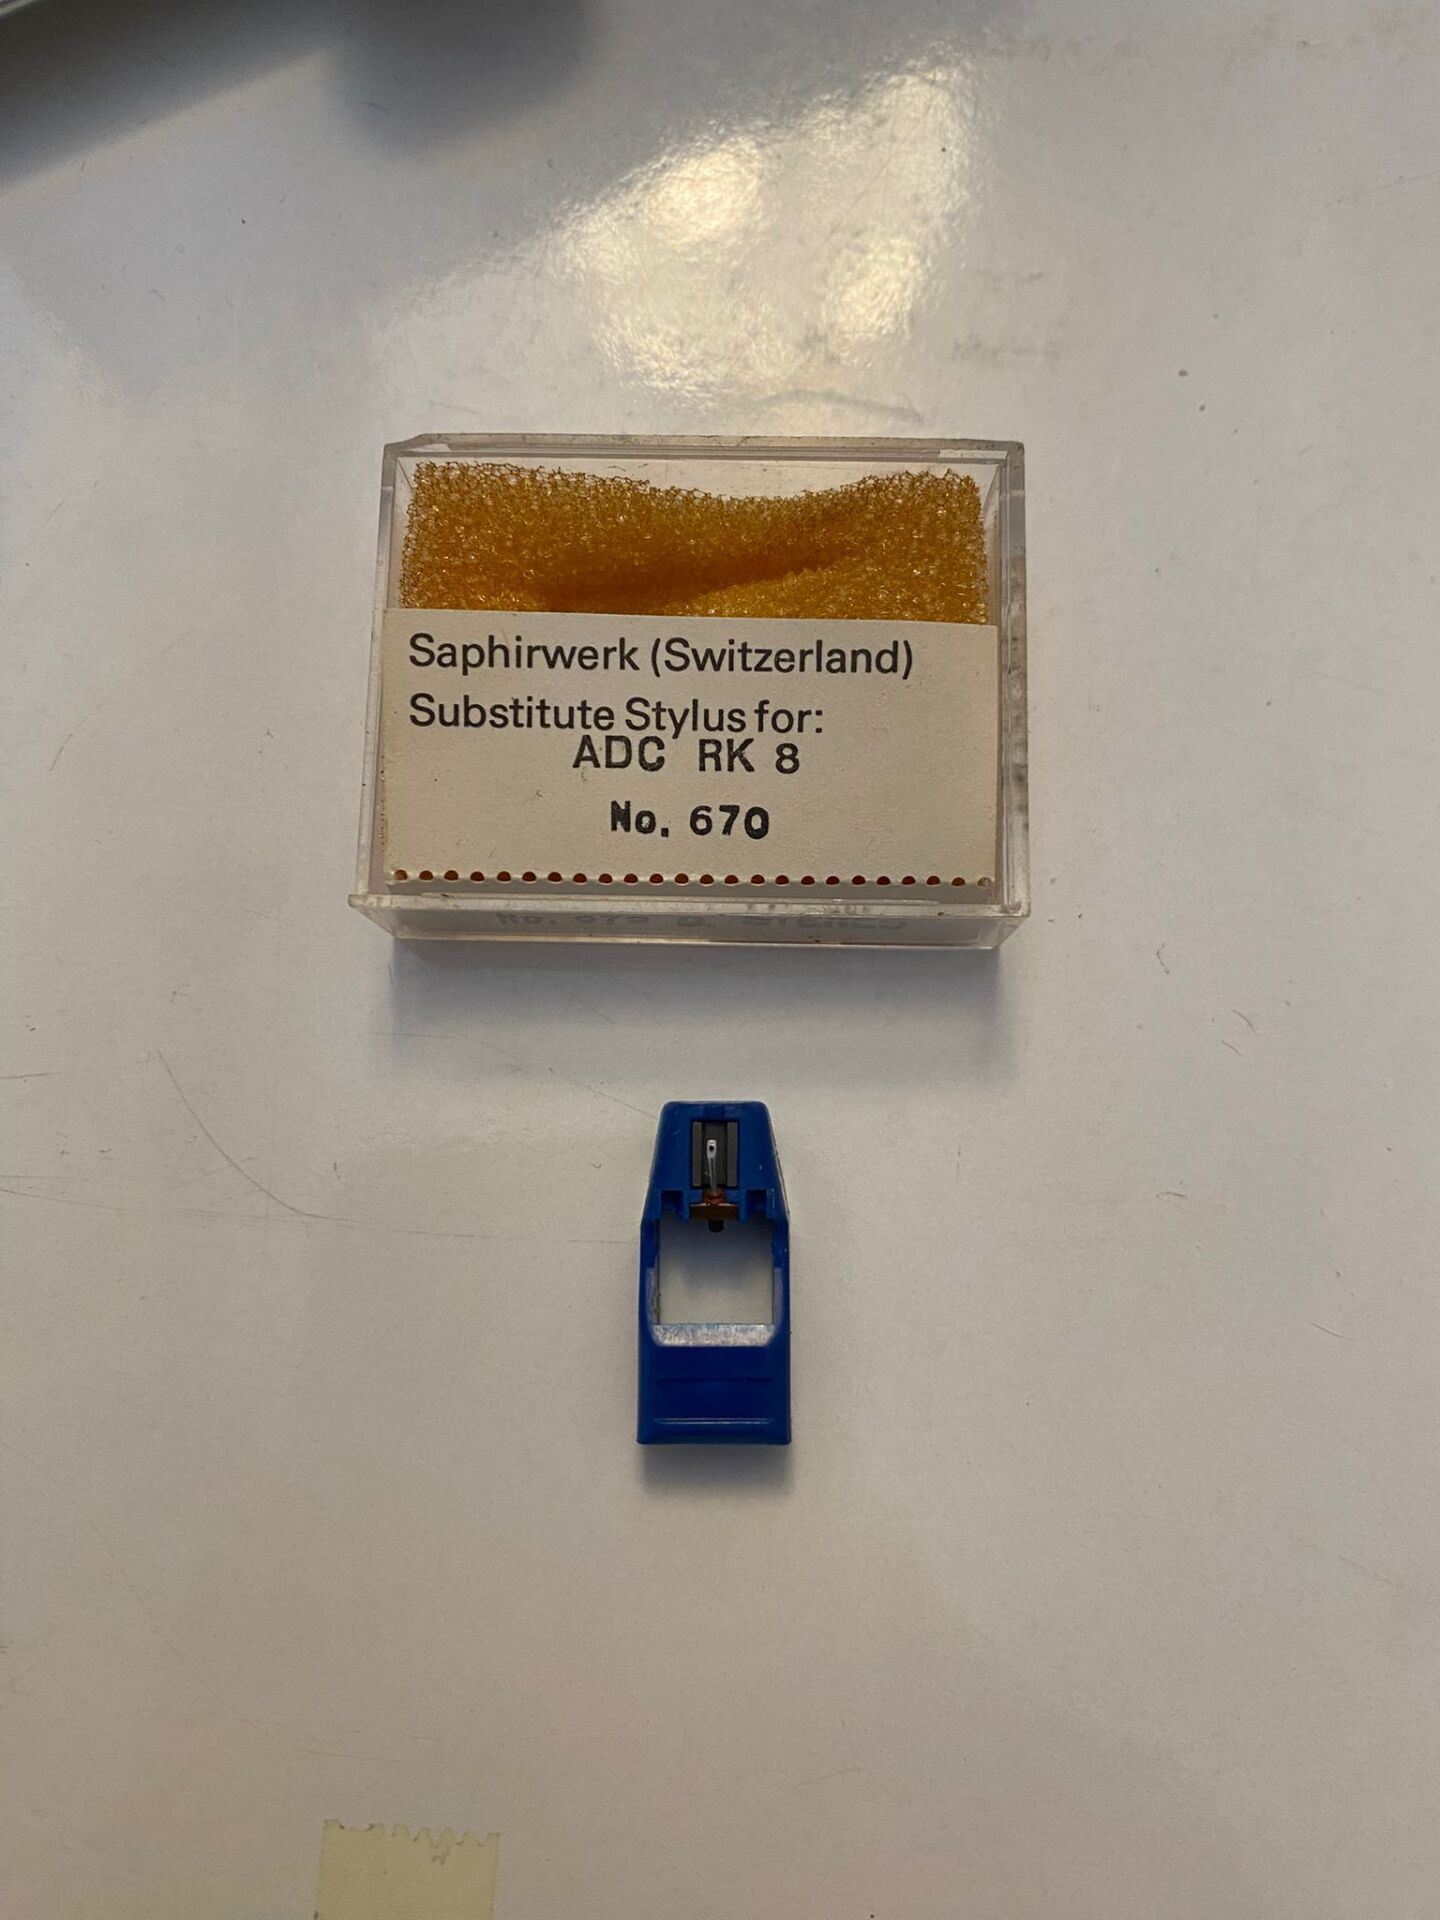 Saphirwerk (Switzerland)
Substitute Stylus for:
ADC RK 8
No. 670